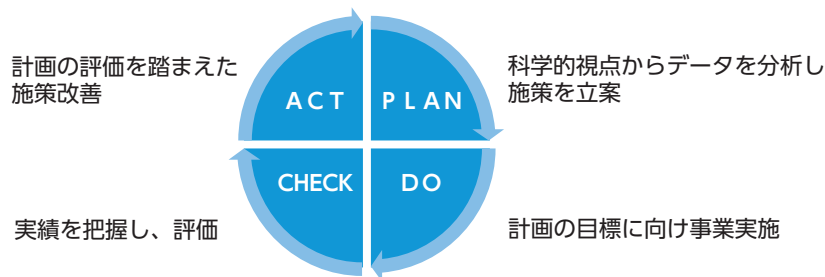 計画の評価を踏まえた
施策改善
ACT
PLAN
科学的視点からデータを分析し
施策を立案
実績を把握し、評価
CHECK
DO
計画の目標に向け事業実施